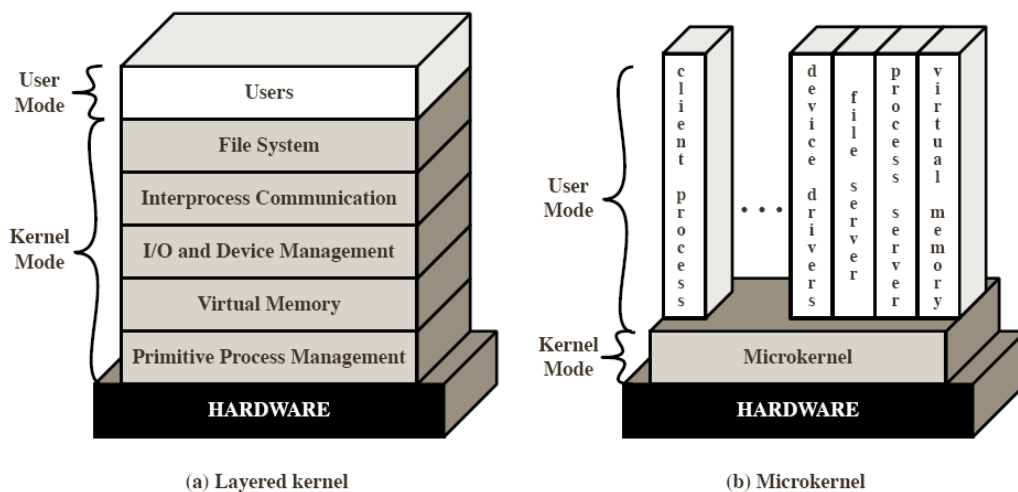 User
Mode
Users
File System
Interprocess Communication
Kernel
Mode
I/O and Device Management
Virtual Memory
Primitive Process Management
HARDWARE
(a) Layered kernel
User
Mode
client process
...
device drivers
file server
process server
virtual memory
Kernel
Mode
Microkernel
HARDWARE
(b) Microkernel